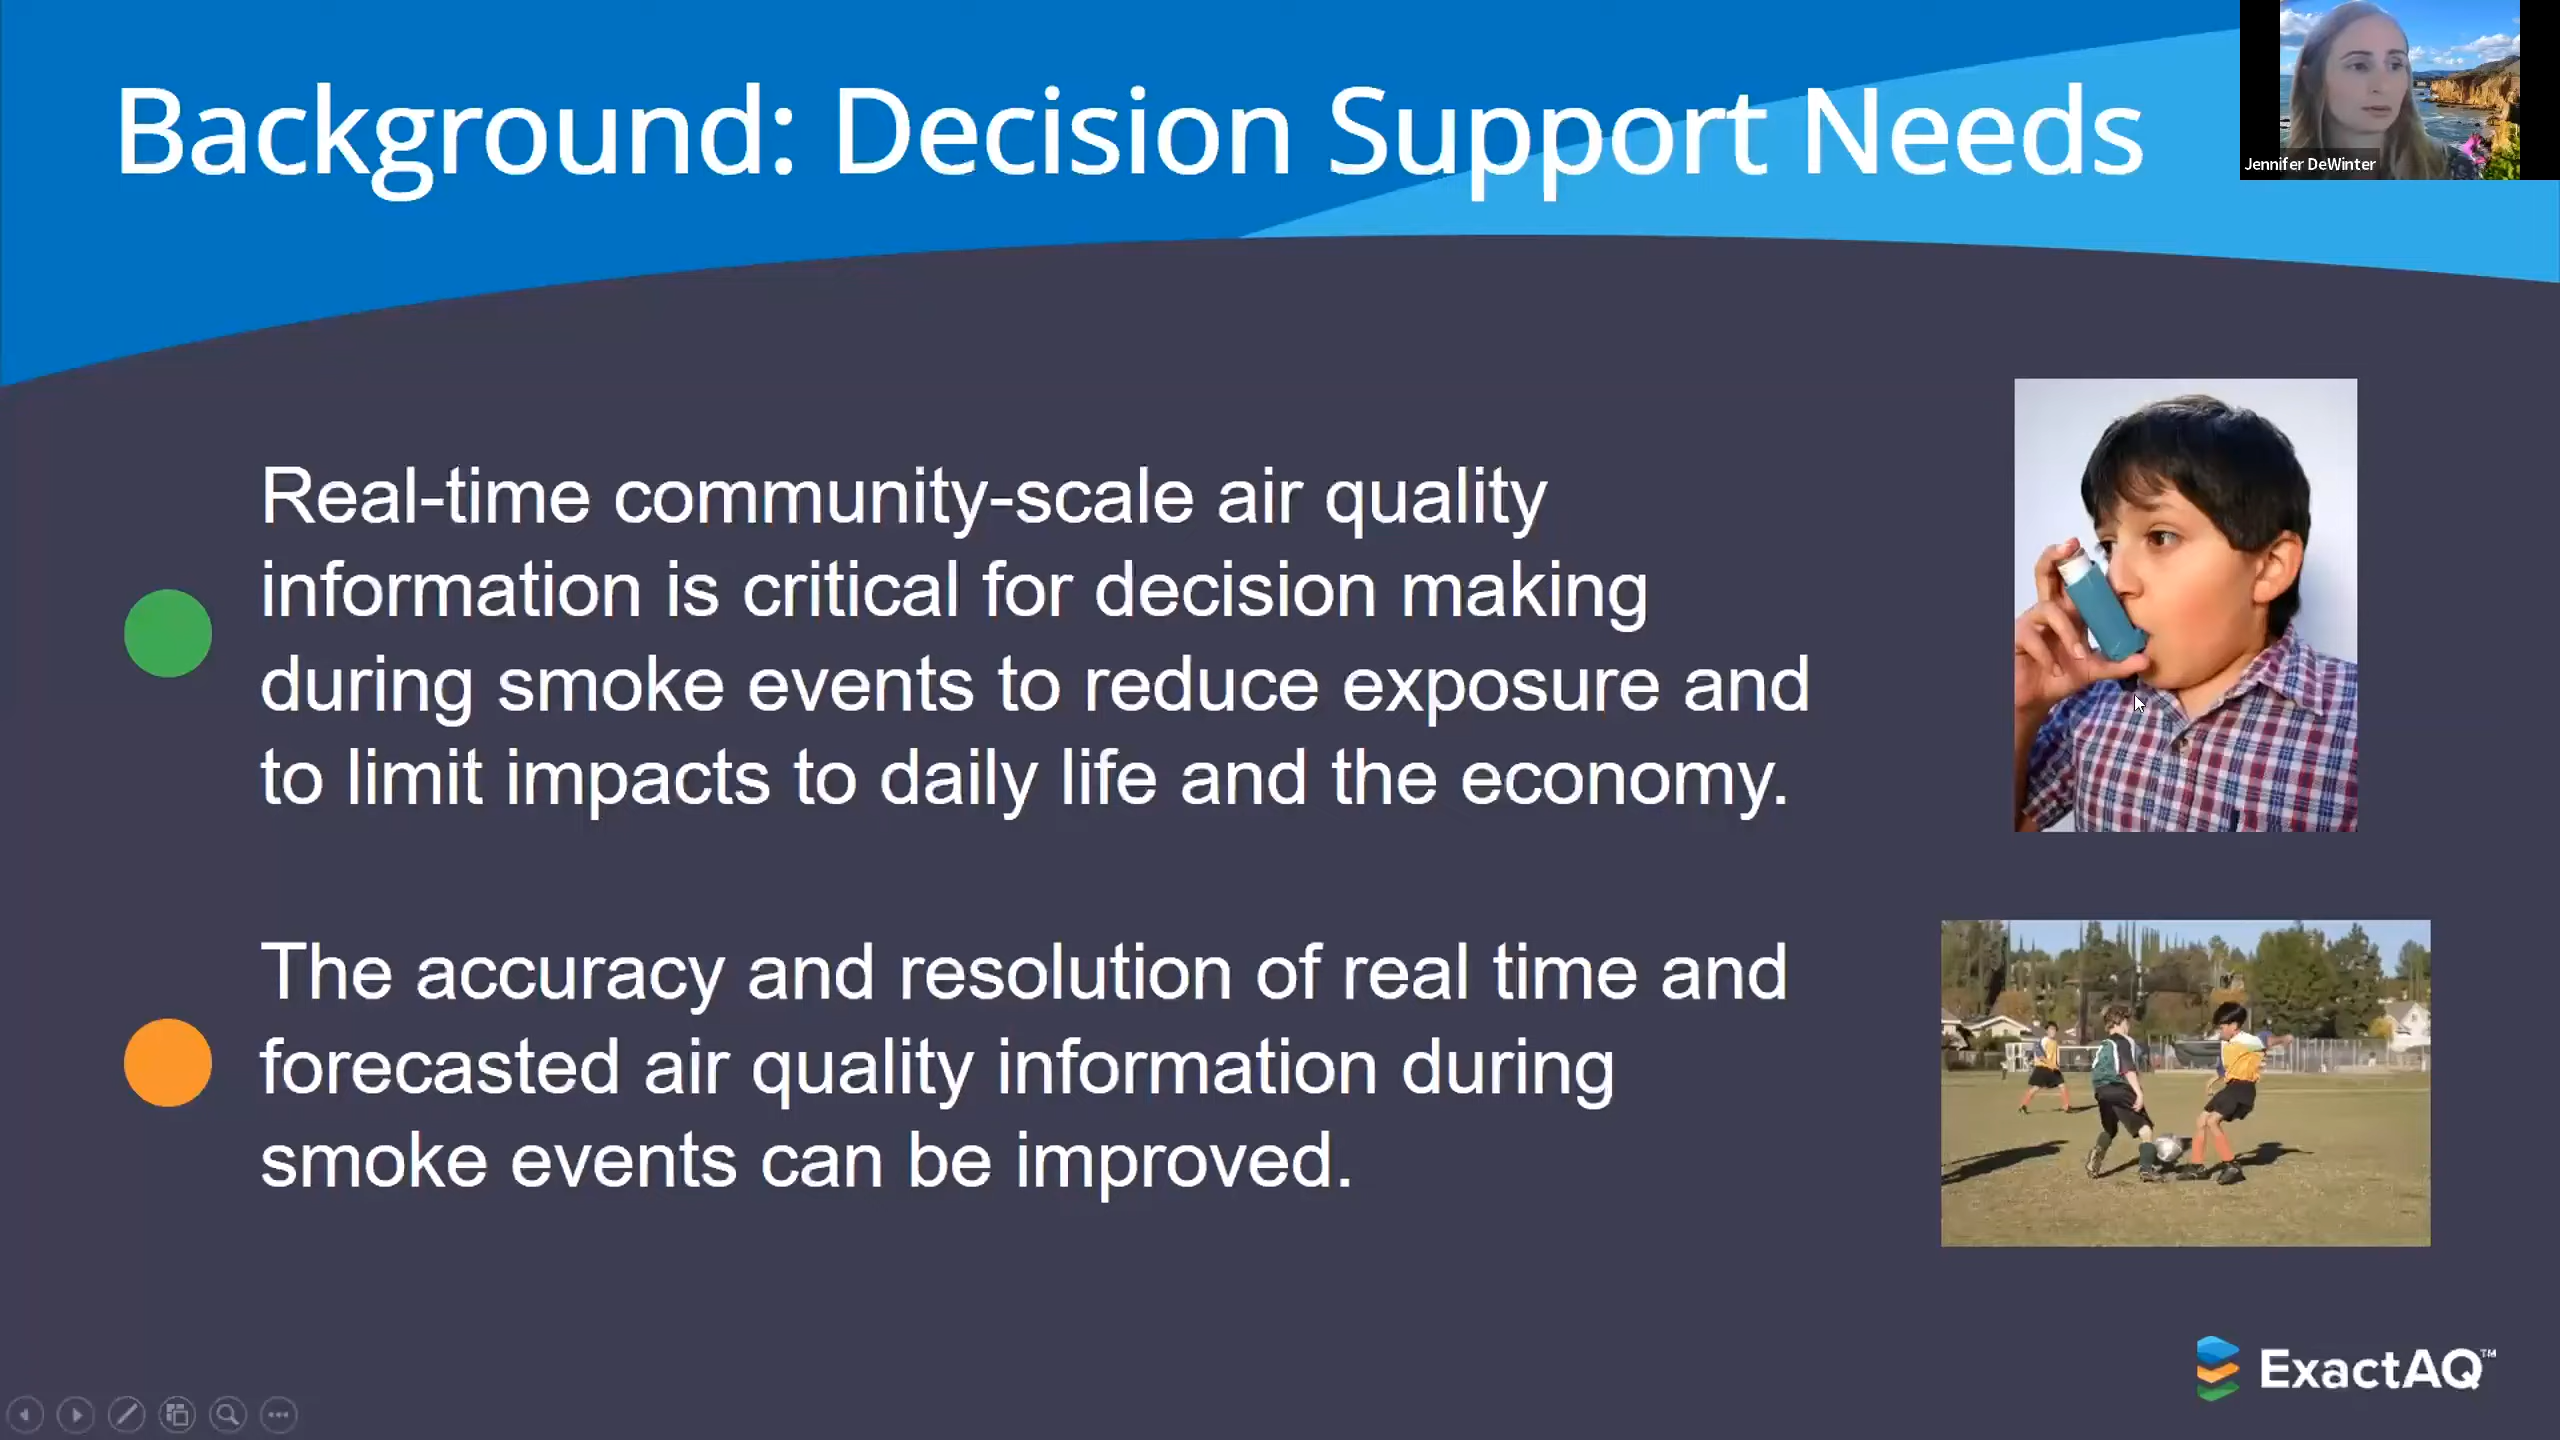 Background: Decision Support Needs
Jennifer DeWinter
Real-time community-scale air quality
information is critical for decision making
during smoke events to reduce exposure and
to limit impacts to daily life and the economy.
The accuracy and resolution of real time and
forecasted air quality information during
smoke events can be improved.
ExactAQ™